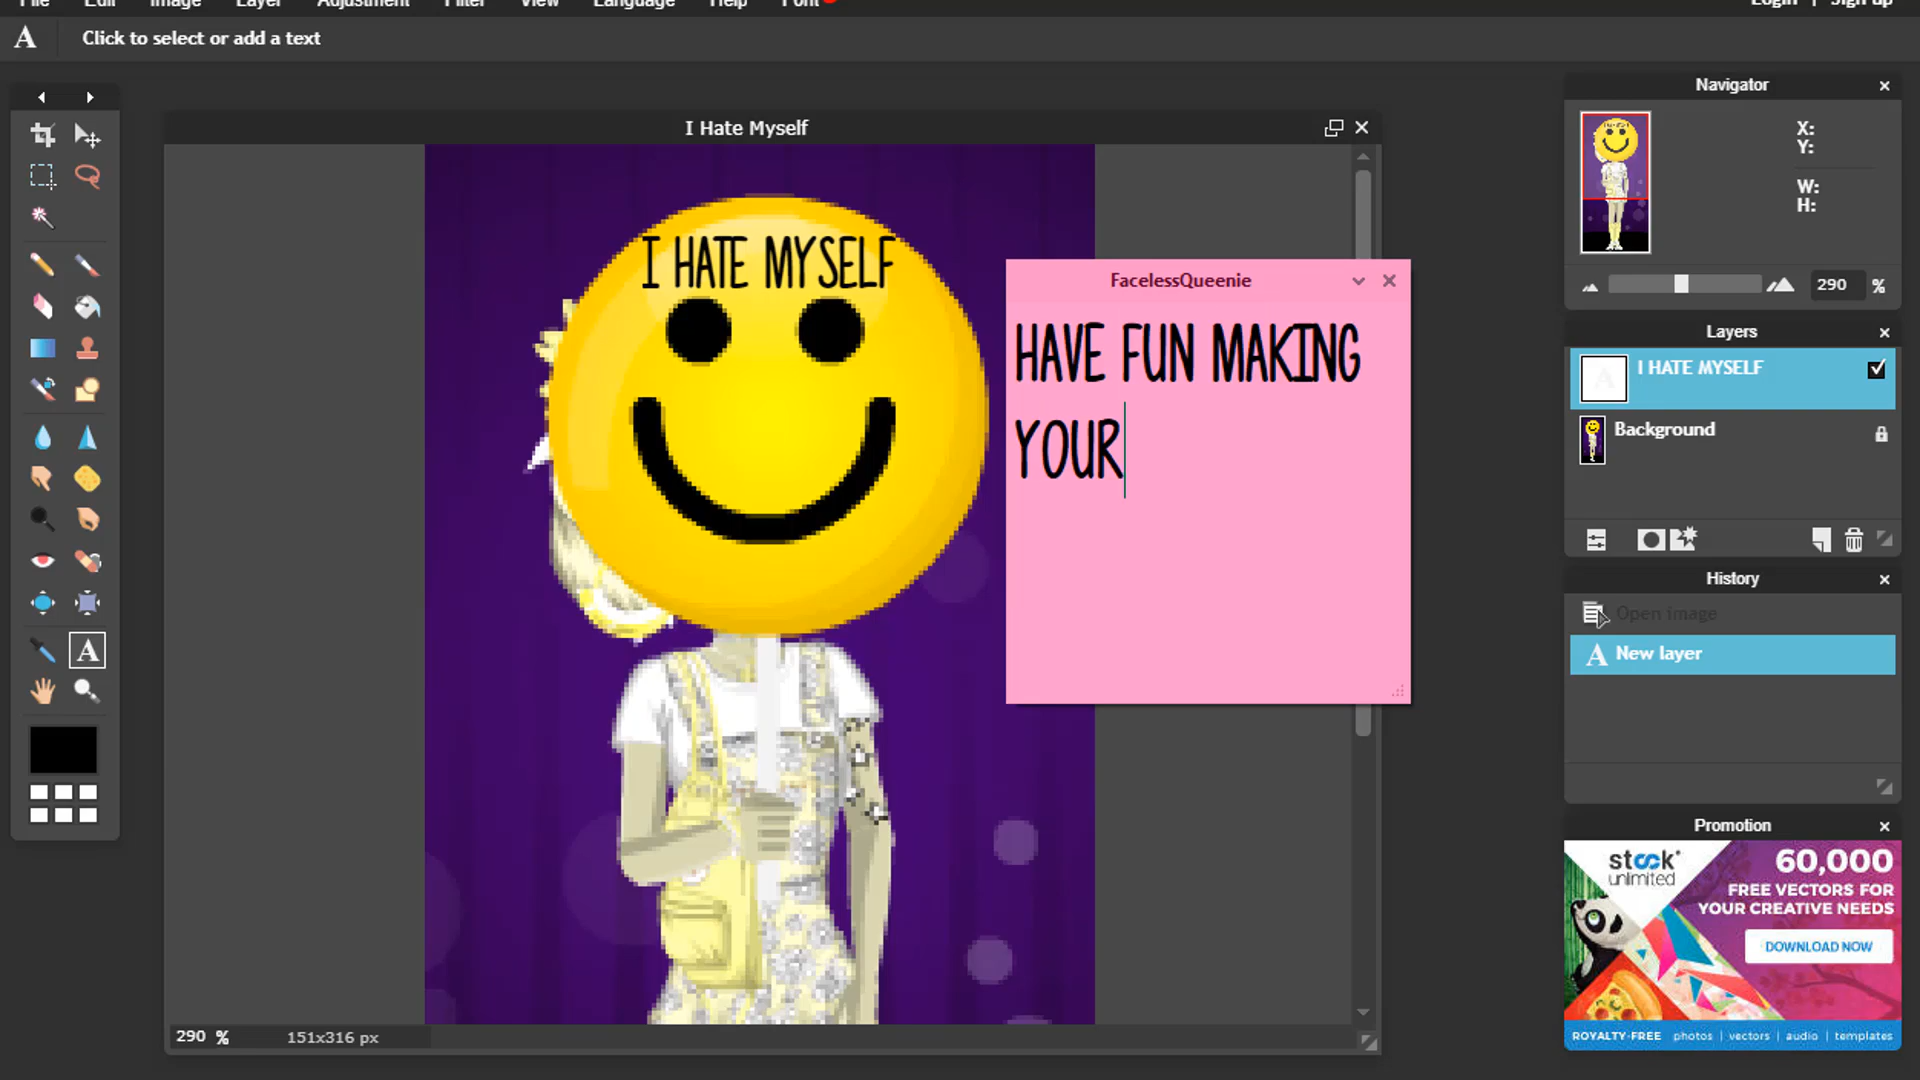 File Edit Image Layer Adjustment Filter View Language Help Font Login | Sign up
A Click to select or add a text
I Hate Myself
I HATE MYSELF
FacelessQueenie
HAVE FUN MAKING
YOUR
A
290 % 151x316 px
Navigator
X:
Y:
W:
H:
290 %
Layers
I HATE MYSELF
Background
History
Open image
A New layer
Promotion
stock unlimited
60,000
FREE VECTORS FOR
YOUR CREATIVE NEEDS
DOWNLOAD NOW
ROYALTY-FREE photos | vectors | audio | templates